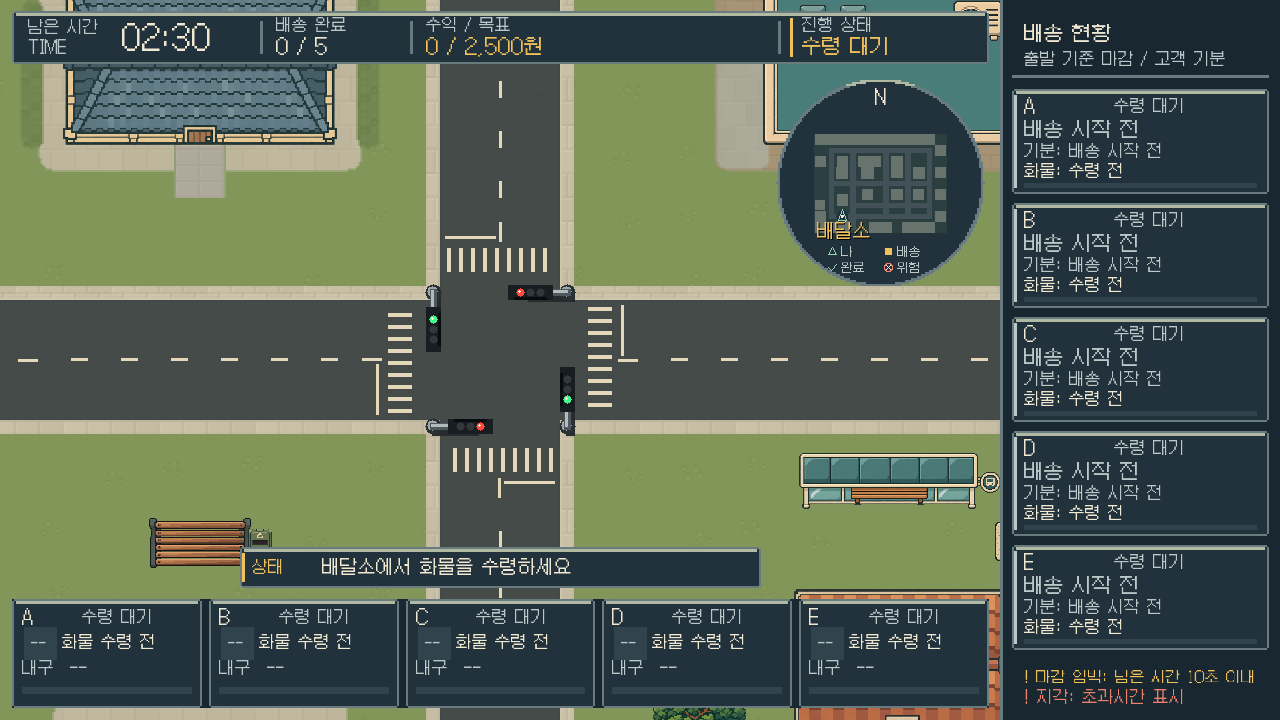 남은 시간
TIME
02:30
배송 완료
0 / 5
수익 / 목표
0 / 2,500원
진행 상태
수령 대기
N
배달소
나
배송
완료
위험
배송 현황
출발 기준 마감 / 고객 기분
A 수령 대기
배송 시작 전
기분: 배송 시작 전
화물: 수령 전
B 수령 대기
배송 시작 전
기분: 배송 시작 전
화물: 수령 전
C 수령 대기
배송 시작 전
기분: 배송 시작 전
화물: 수령 전
D 수령 대기
배송 시작 전
기분: 배송 시작 전
화물: 수령 전
E 수령 대기
배송 시작 전
기분: 배송 시작 전
화물: 수령 전
! 마감 임박: 남은 시간 10초 이내
! 지각: 초과시간 표시
상태 배달소에서 화물을 수령하세요
A 수령 대기
-- 화물 수령 전
내구 --
B 수령 대기
-- 화물 수령 전
내구 --
C 수령 대기
-- 화물 수령 전
내구 --
D 수령 대기
-- 화물 수령 전
내구 --
E 수령 대기
-- 화물 수령 전
내구 --